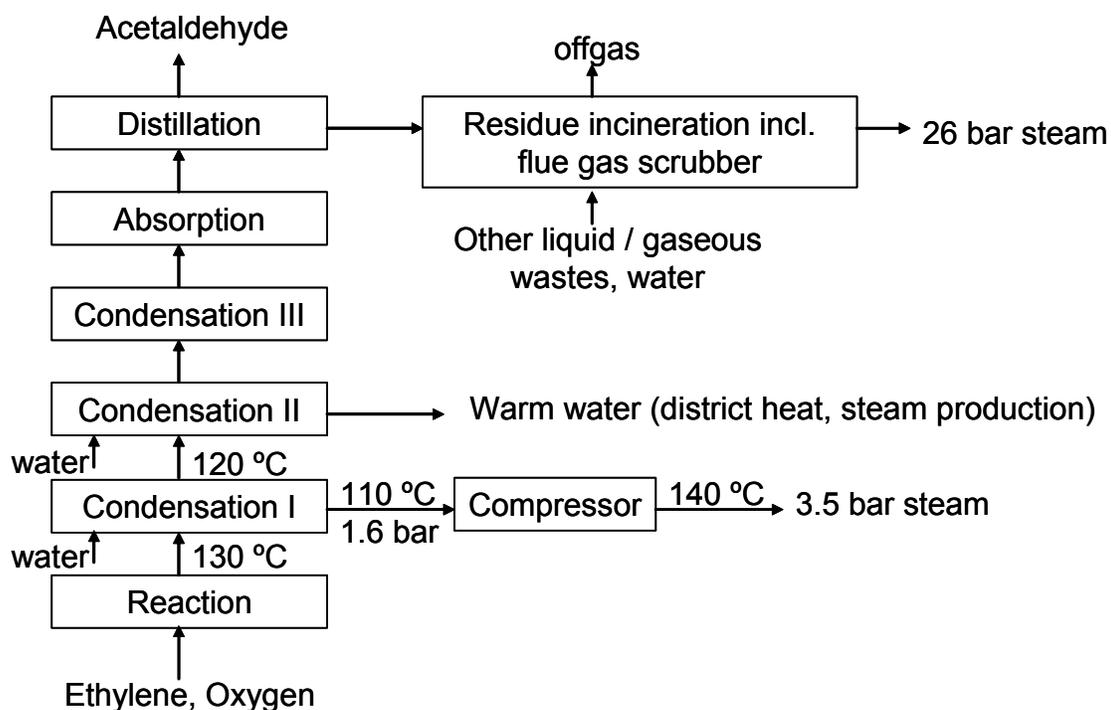 Acetaldehyde
offgas
Distillation
Residue incineration incl.
flue gas scrubber
26 bar steam
Absorption
Other liquid / gaseous
wastes, water
Condensation III
Condensation II
Warm water (district heat, steam production)
water
120 ºC
Condensation I
110 ºC
1.6 bar
Compressor
140 ºC
3.5 bar steam
water
130 ºC
Reaction
Ethylene, Oxygen